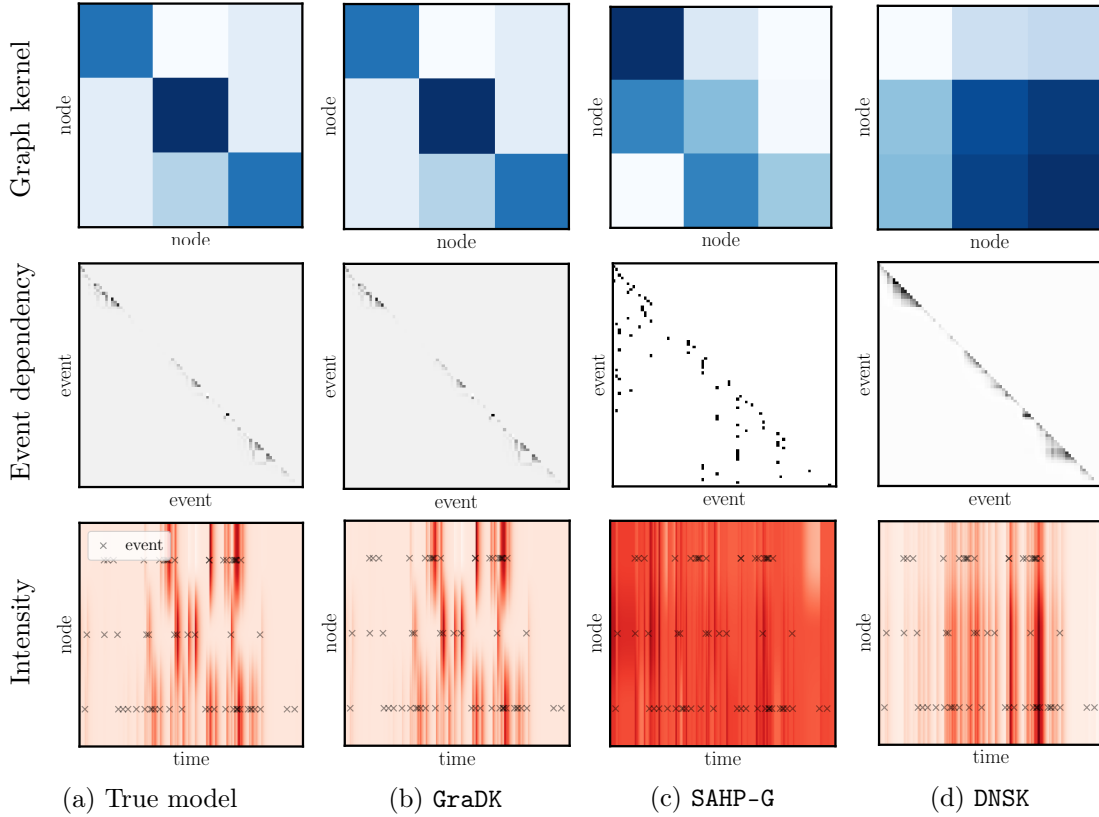 Graph kernel
node
node
node
node
node
node
node
node
Event dependency
event
event
event
event
event
event
event
event
Intensity
× event
node
node
node
node
time
time
time
time
(a) True model
(b) GraDK
(c) SAHP-G
(d) DNSK